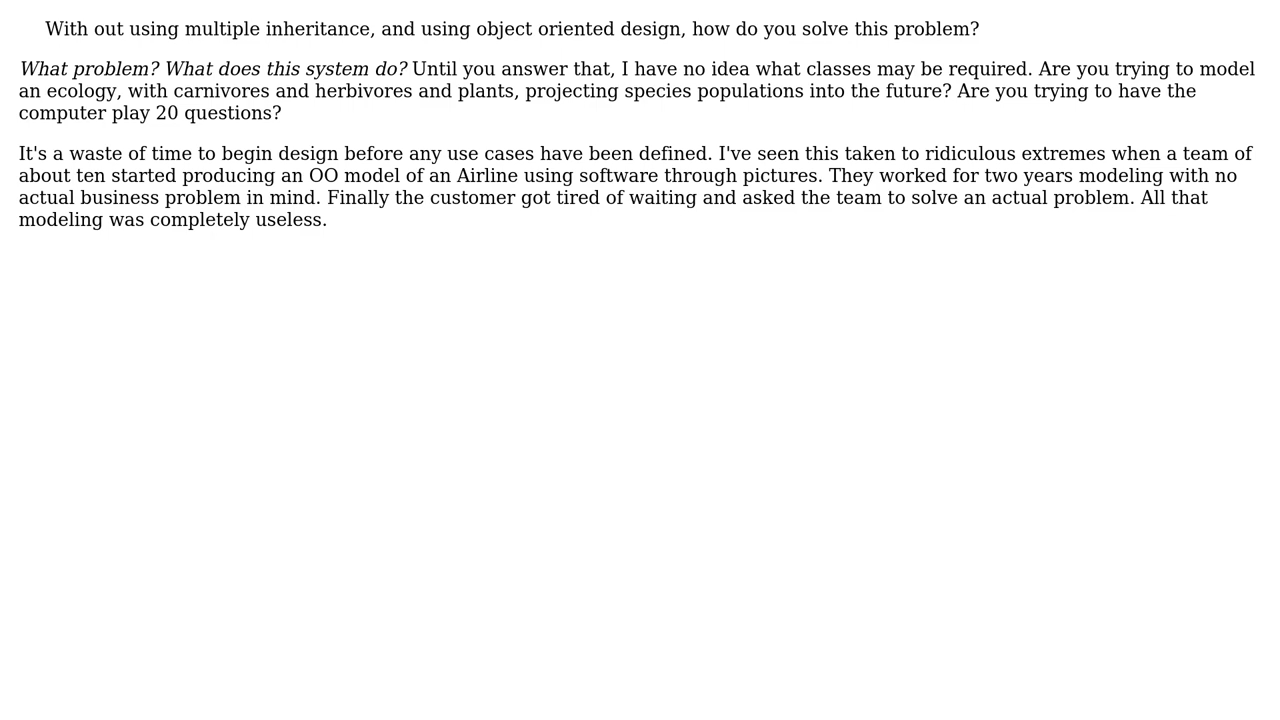 With out using multiple inheritance, and using object oriented design, how do you solve this problem?
What problem? What does this system do? Until you answer that, I have no idea what classes may be required. Are you trying to model
an ecology, with carnivores and herbivores and plants, projecting species populations into the future? Are you trying to have the
computer play 20 questions?
It's a waste of time to begin design before any use cases have been defined. I've seen this taken to ridiculous extremes when a team of
about ten started producing an OO model of an Airline using software through pictures. They worked for two years modeling with no
actual business problem in mind. Finally the customer got tired of waiting and asked the team to solve an actual problem. All that
modeling was completely useless.